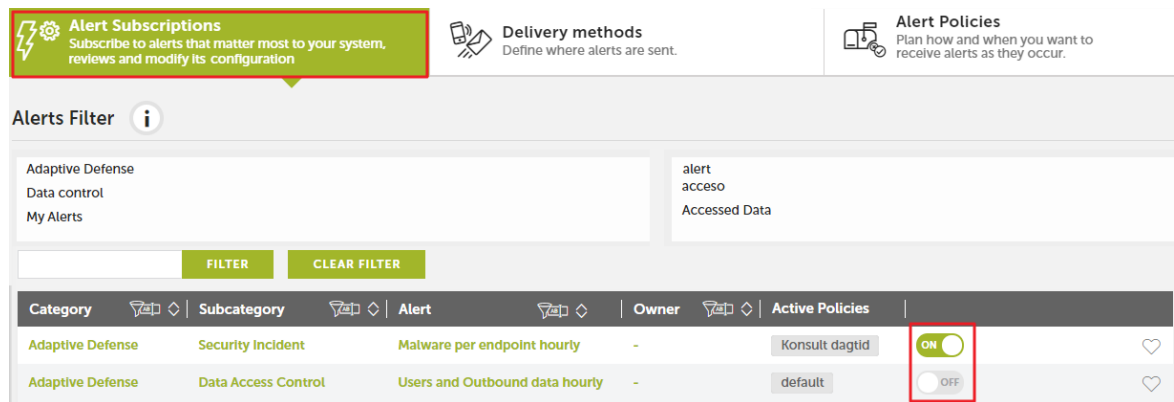 Alert Subscriptions
Subscribe to alerts that matter most to your system,
reviews and modify its configuration
Delivery methods
Define where alerts are sent.
Alert Policies
Plan how and when you want to
receive alerts as they occur.
Alerts Filter i
Adaptive Defense
Data control
My Alerts
alert
acceso
Accessed Data
FILTER CLEAR FILTER
Category Subcategory Alert Owner Active Policies
Adaptive Defense Security Incident Malware per endpoint hourly - Konsult dagtid ON
Adaptive Defense Data Access Control Users and Outbound data hourly - default OFF